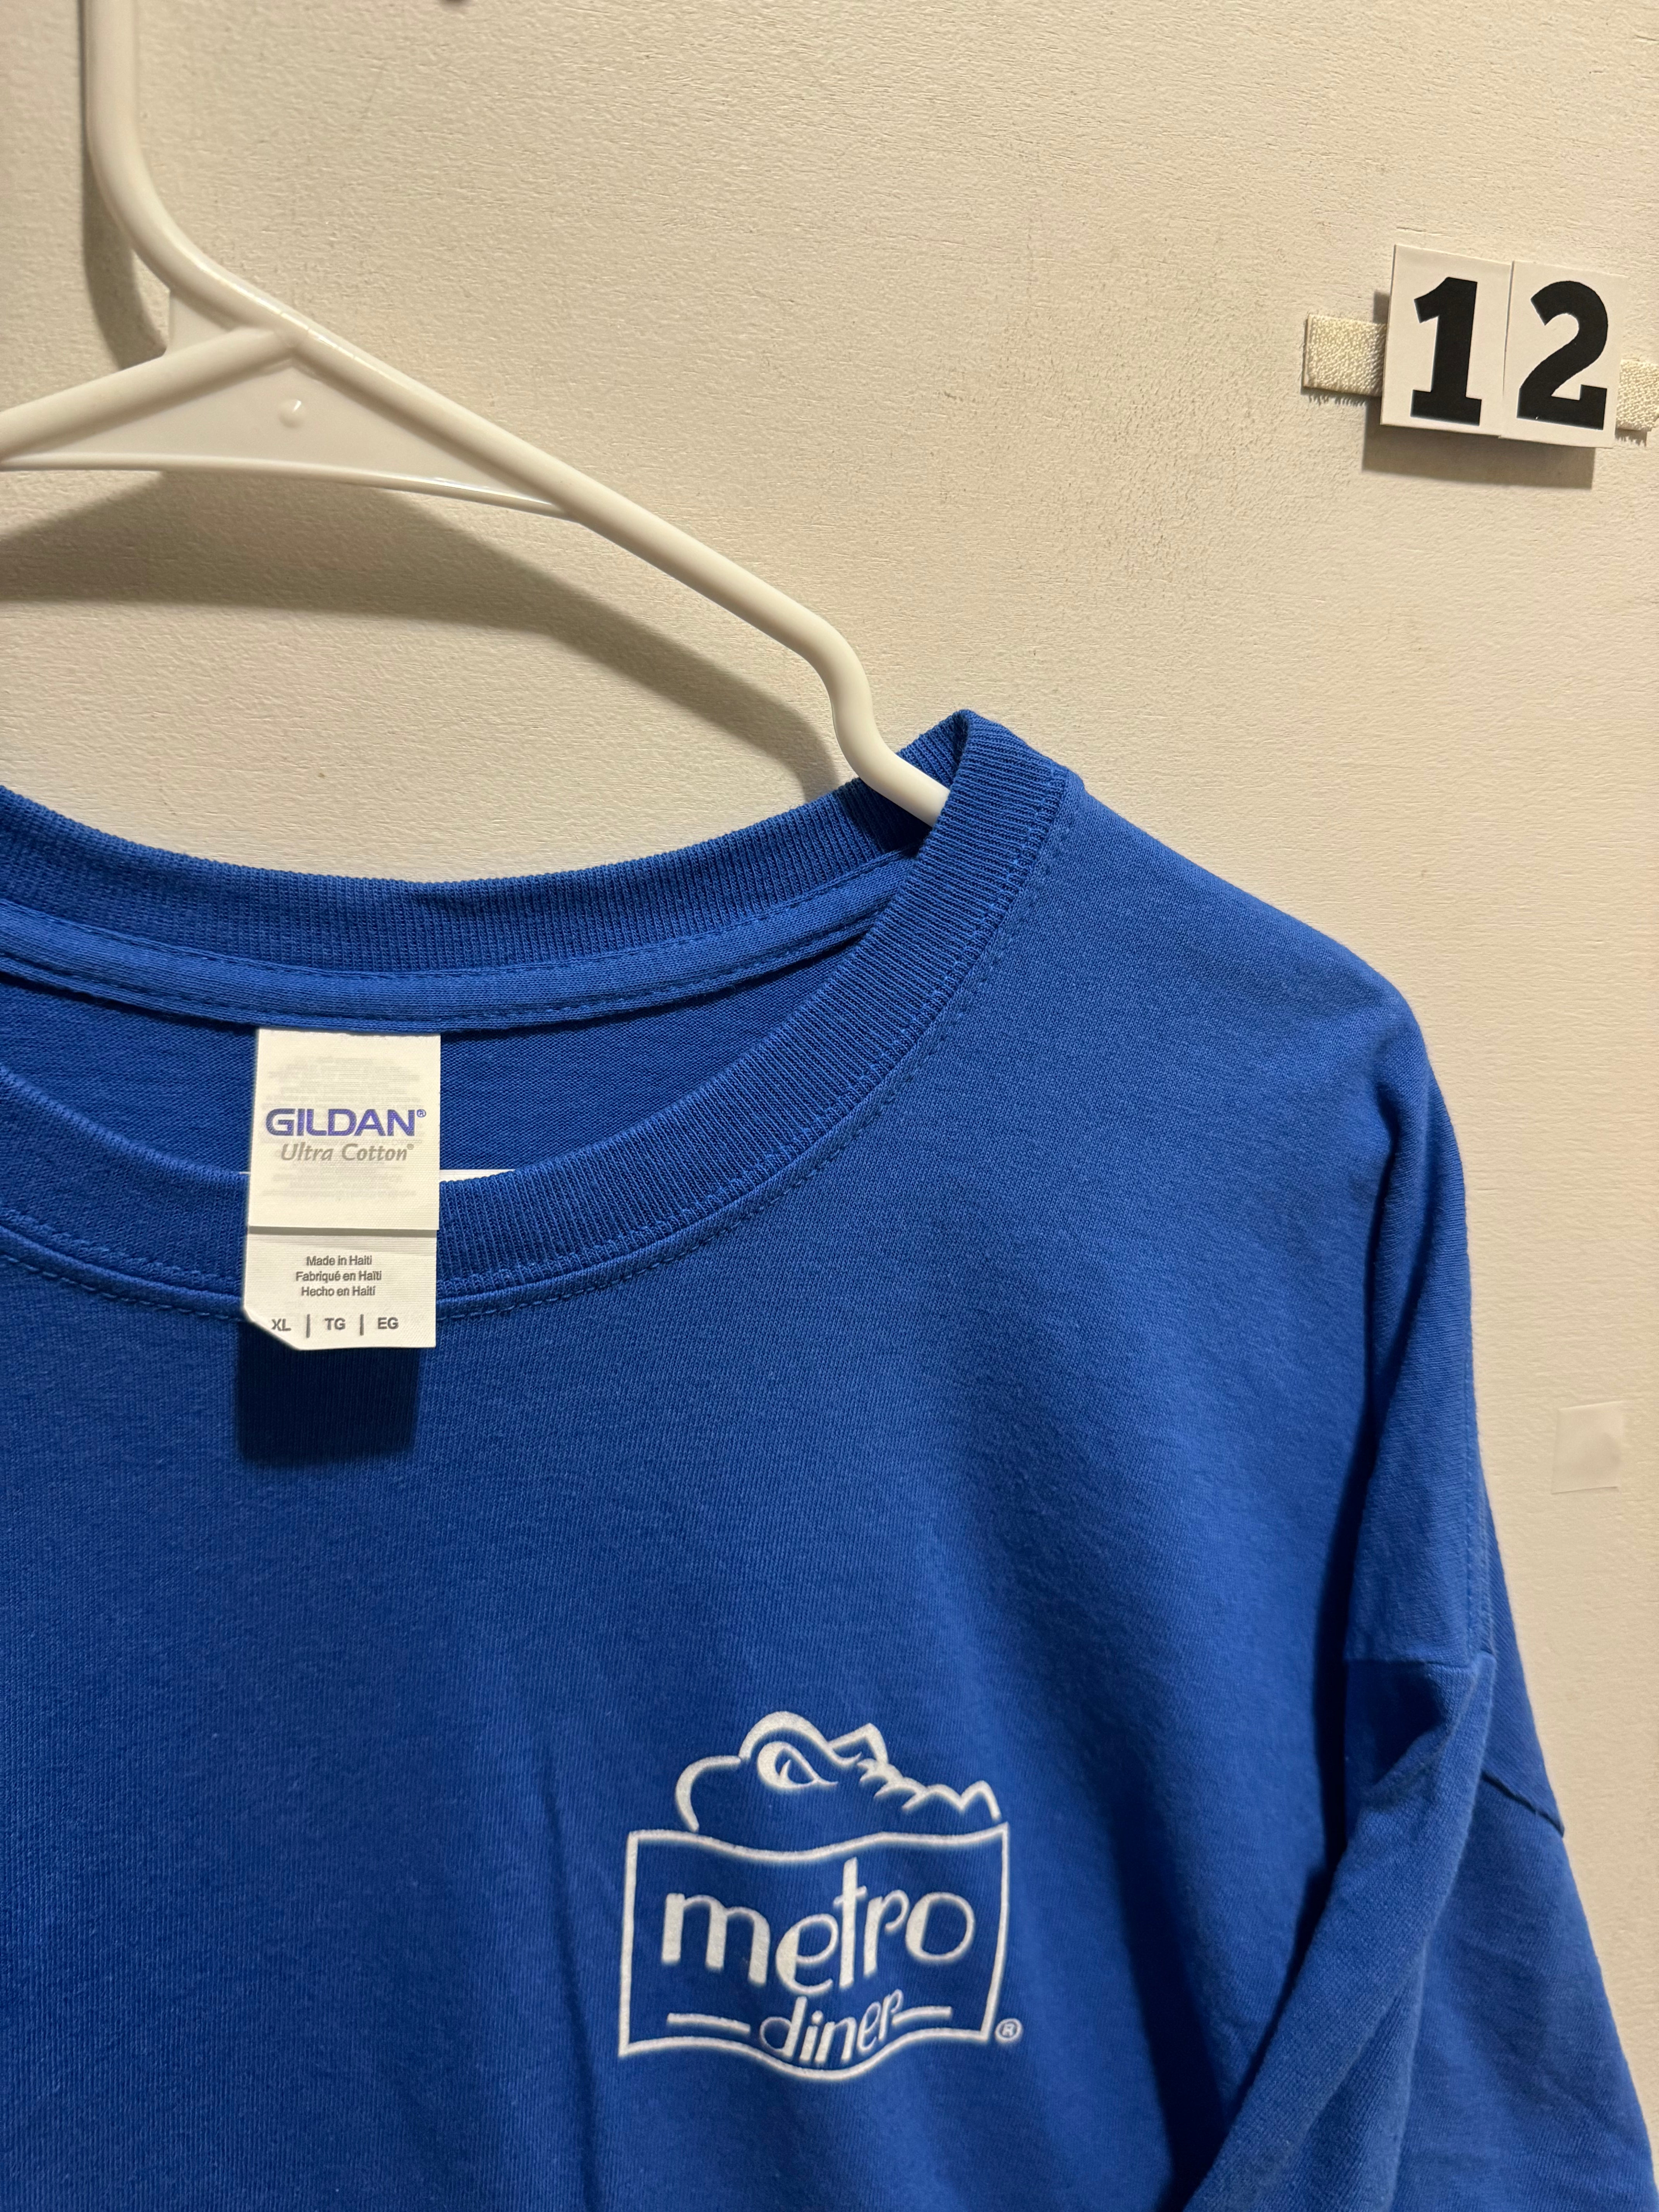 12
GILDAN®
Ultra Cotton®
Made in Haiti
Fabriqué en Haïti
Hecho en Haití
XL | TG | EG
metro
diner
®